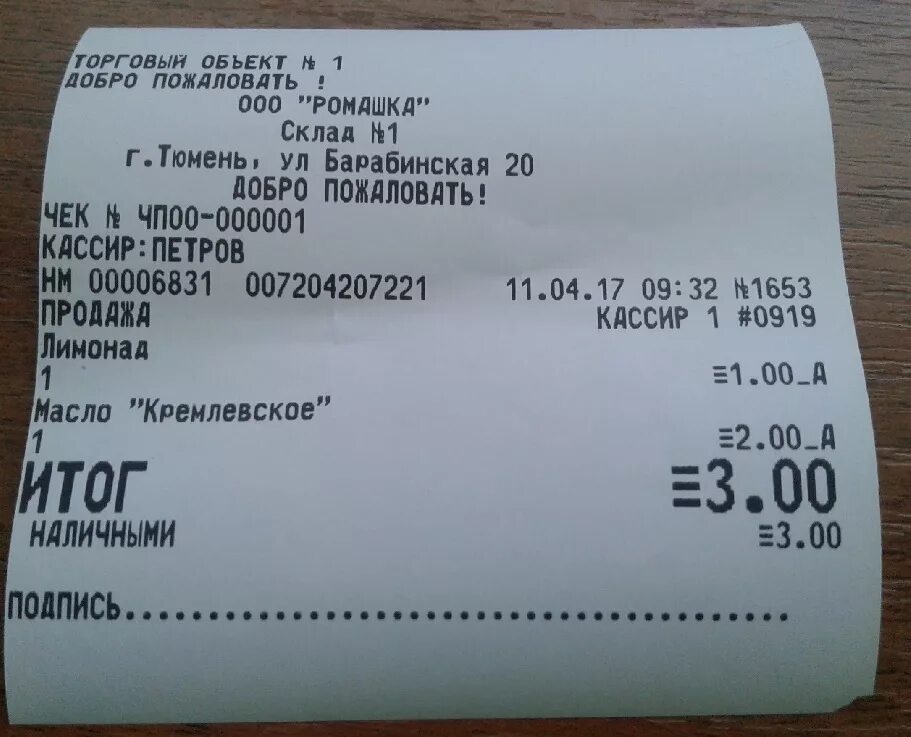 ТОРГОВЫЙ ОБЪЕКТ № 1
ДОБРО ПОЖАЛОВАТЬ !
ООО "РОМАШКА"
Склад №1
г.Тюмень, ул Барабинская 20
ДОБРО ПОЖАЛОВАТЬ!
ЧЕК № ЧП00-000001
КАССИР:ПЕТРОВ
НМ 00006831 007204207221 11.04.17 09:32 №1653
ПРОДАЖА КАССИР 1 #0919
Лимонад
1 ≡1.00_А
Масло "Кремлевское"
1 ≡2.00_А
ИТОГ ≡3.00
НАЛИЧНЫМИ ≡3.00
ПОДПИСЬ........................................